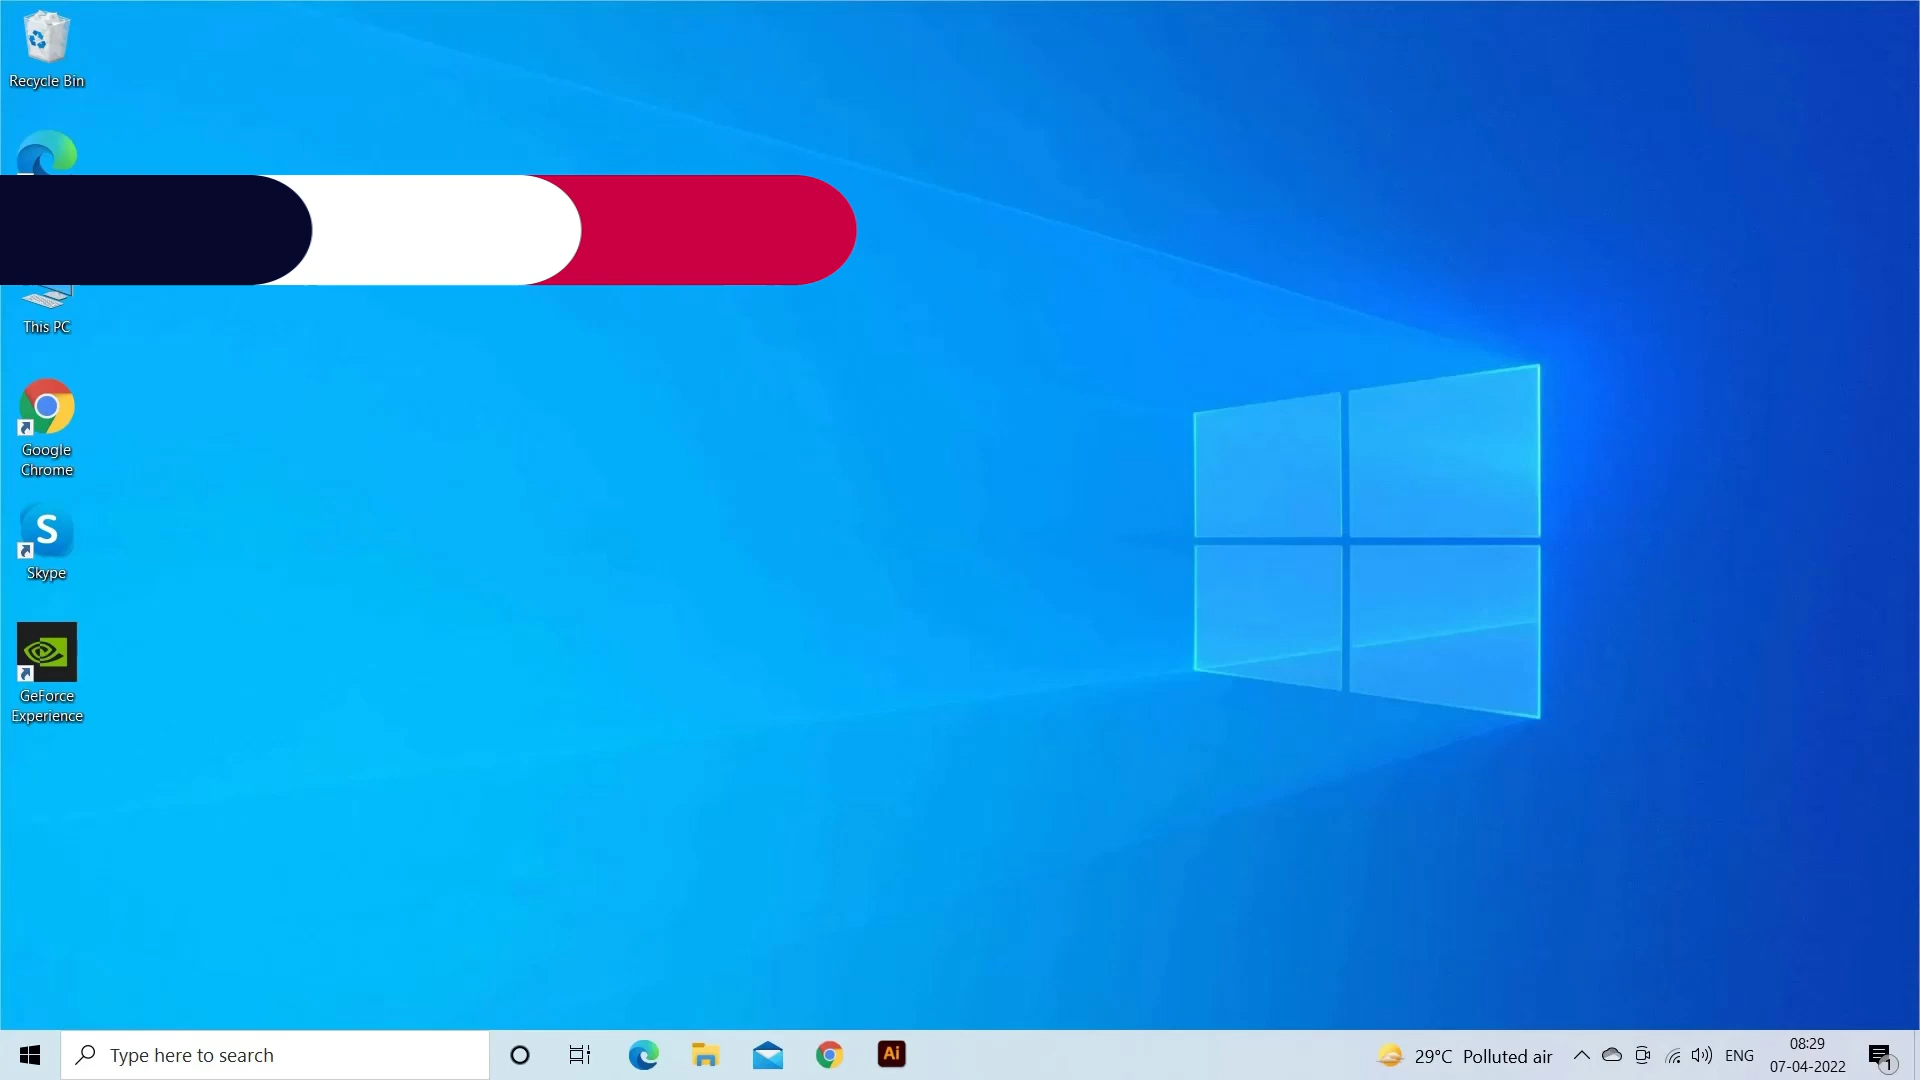 Recycle Bin
This PC
Google
Chrome
S
Skype
GeForce
Experience
Type here to search
Ai
29°C Polluted air
ENG
08:29
07-04-2022
1